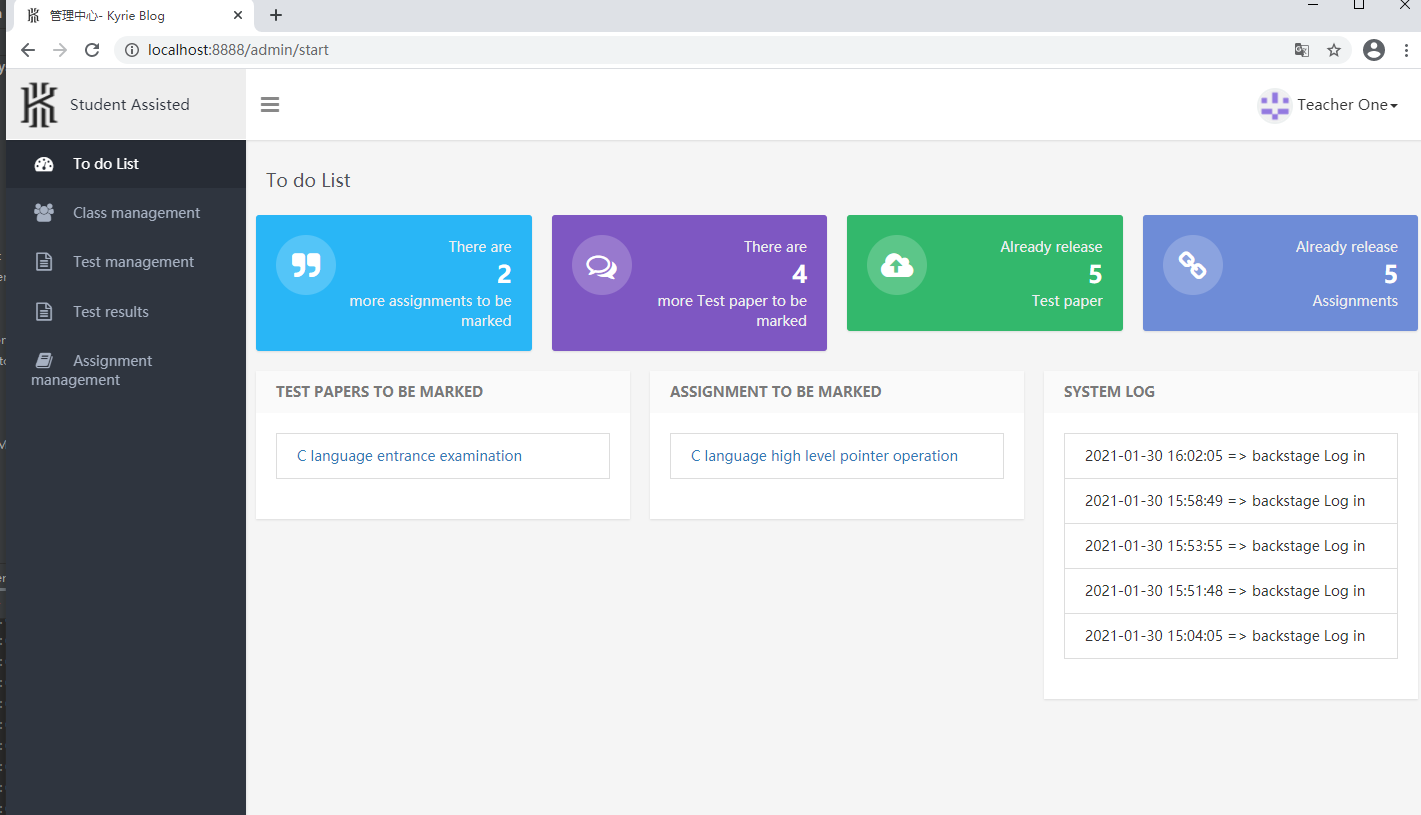 管理中心- Kyrie Blog
localhost:8888/admin/start
Student Assisted
Teacher One
To do List
Class management
Test management
Test results
Assignment
management
To do List
There are
2
more assignments to be
marked
There are
4
more Test paper to be
marked
Already release
5
Test paper
Already release
5
Assignments
TEST PAPERS TO BE MARKED
C language entrance examination
ASSIGNMENT TO BE MARKED
C language high level pointer operation
SYSTEM LOG
2021-01-30 16:02:05 => backstage Log in
2021-01-30 15:58:49 => backstage Log in
2021-01-30 15:53:55 => backstage Log in
2021-01-30 15:51:48 => backstage Log in
2021-01-30 15:04:05 => backstage Log in